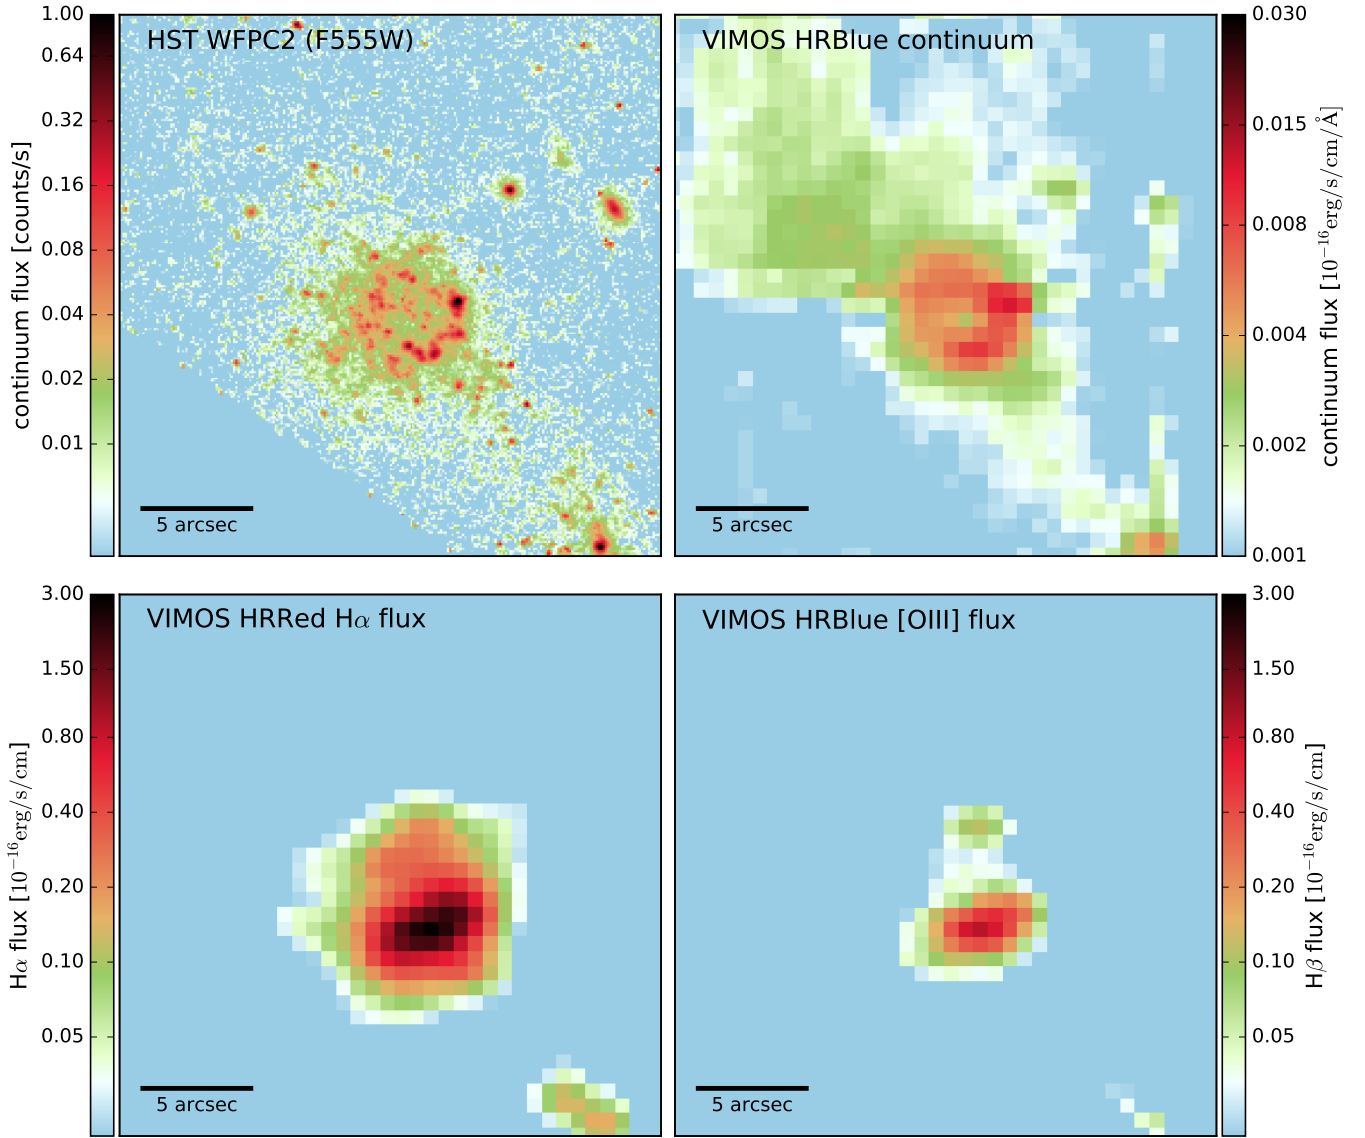 HST WFPC2 (F555W)
1.00
0.64
0.32
0.16
0.08
0.04
0.02
0.01
continuum flux [counts/s]
5 arcsec
VIMOS HRBlue continuum
0.030
0.015
0.008
0.004
0.002
0.001
continuum flux [10⁻¹⁶erg/s/cm/Å]
5 arcsec
VIMOS HRRed Hα flux
3.00
1.50
0.80
0.40
0.20
0.10
0.05
Hα flux [10⁻¹⁶erg/s/cm]
5 arcsec
VIMOS HRBlue [OIII] flux
3.00
1.50
0.80
0.40
0.20
0.10
0.05
Hβ flux [10⁻¹⁶erg/s/cm]
5 arcsec